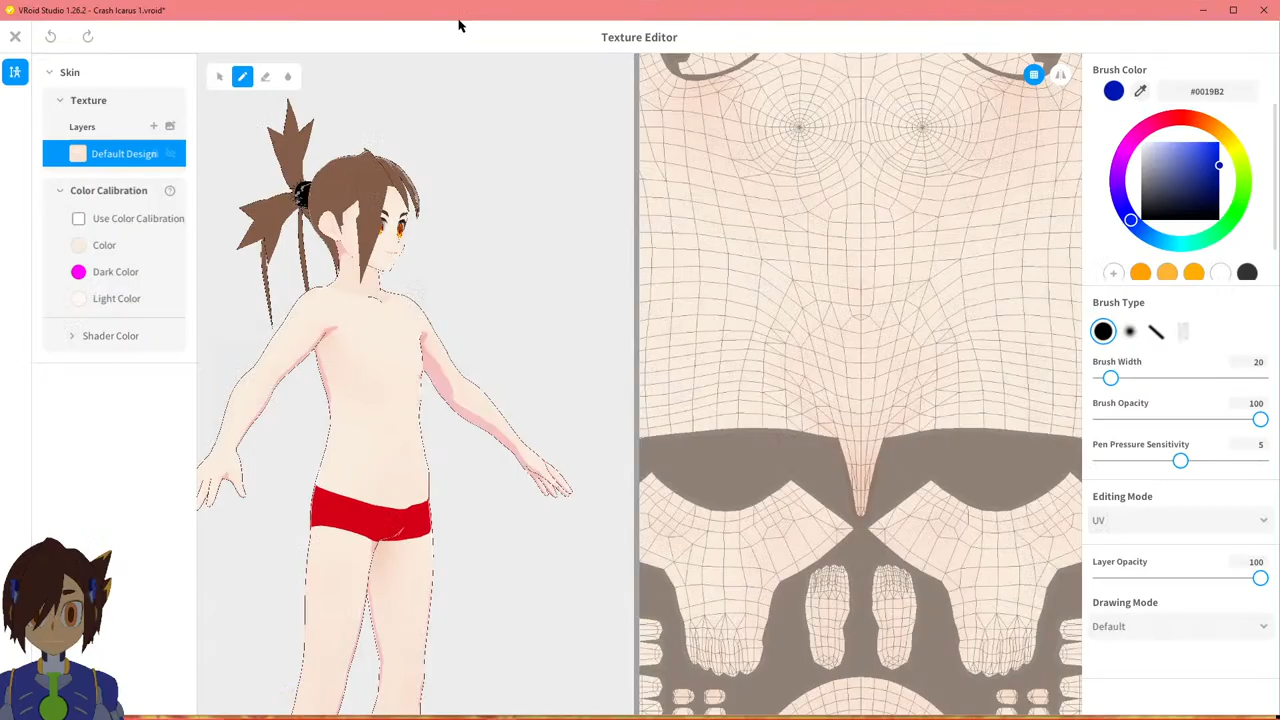 VRoid Studio 1.26.2 - Crash Icarus 1.vroid*
Texture Editor
Skin
Texture
Layers
Default Design
Color Calibration
Use Color Calibration
Color
Dark Color
Light Color
Shader Color
Brush Color
#0019B2
Brush Type
Brush Width 20
Brush Opacity 100
Pen Pressure Sensitivity 5
Editing Mode
UV
Layer Opacity 100
Drawing Mode
Default